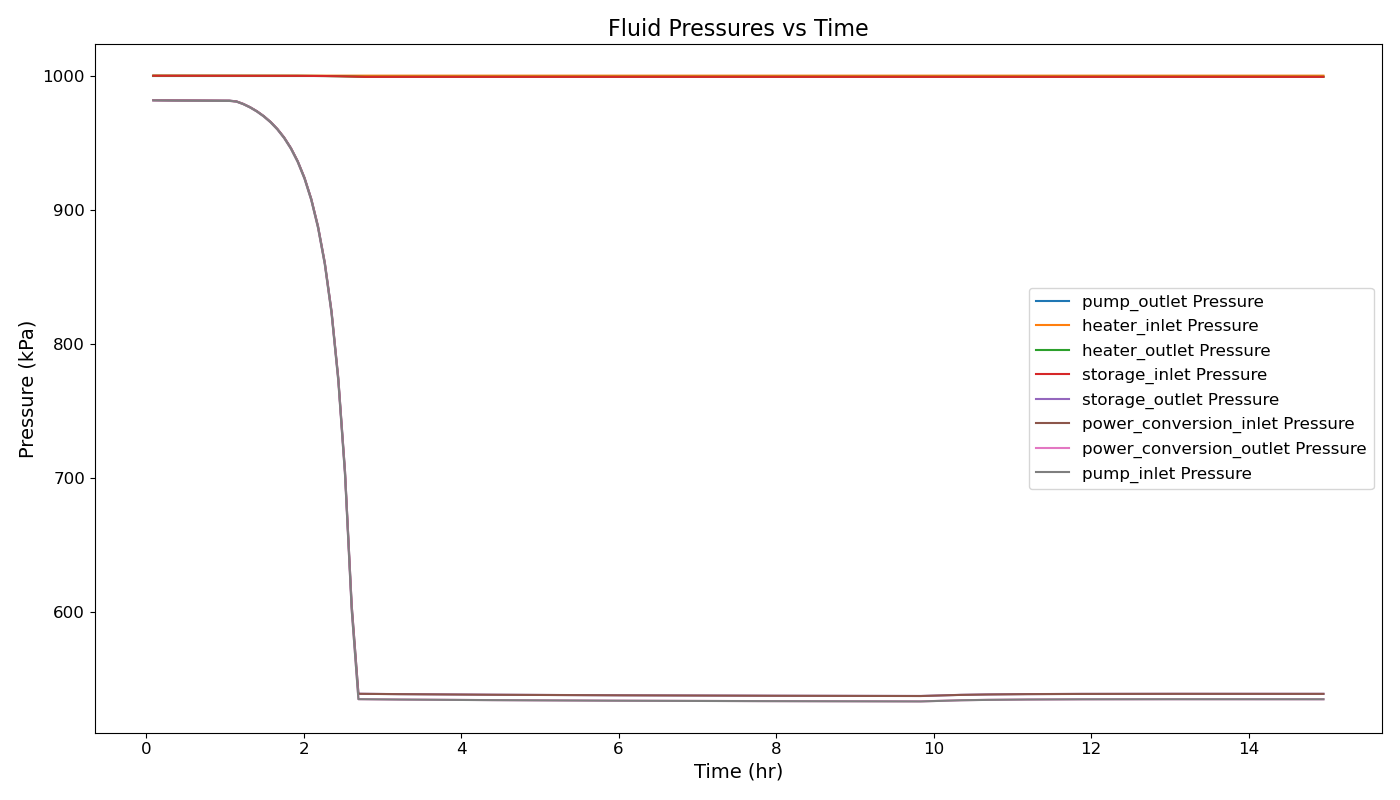 Fluid Pressures vs Time
Pressure (kPa)
1000
900
800
700
600
pump_outlet Pressure
heater_inlet Pressure
heater_outlet Pressure
storage_inlet Pressure
storage_outlet Pressure
power_conversion_inlet Pressure
power_conversion_outlet Pressure
pump_inlet Pressure
0 2 4 6 8 10 12 14
Time (hr)